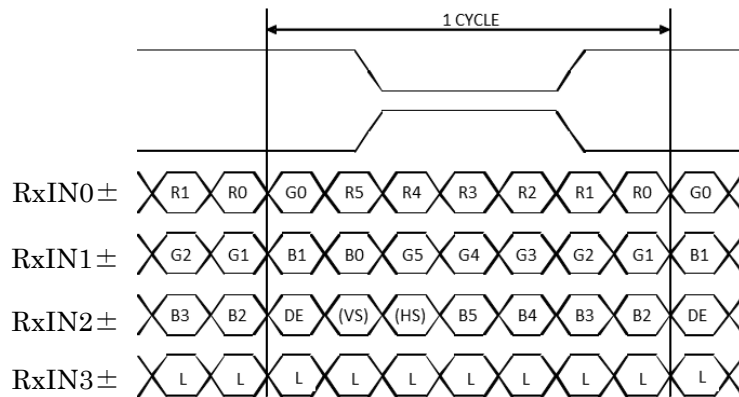 1 CYCLE
RxIN0± R1 R0 G0 R5 R4 R3 R2 R1 R0 G0
RxIN1± G2 G1 B1 B0 G5 G4 G3 G2 G1 B1
RxIN2± B3 B2 DE (VS) (HS) B5 B4 B3 B2 DE
RxIN3± L L L L L L L L L L